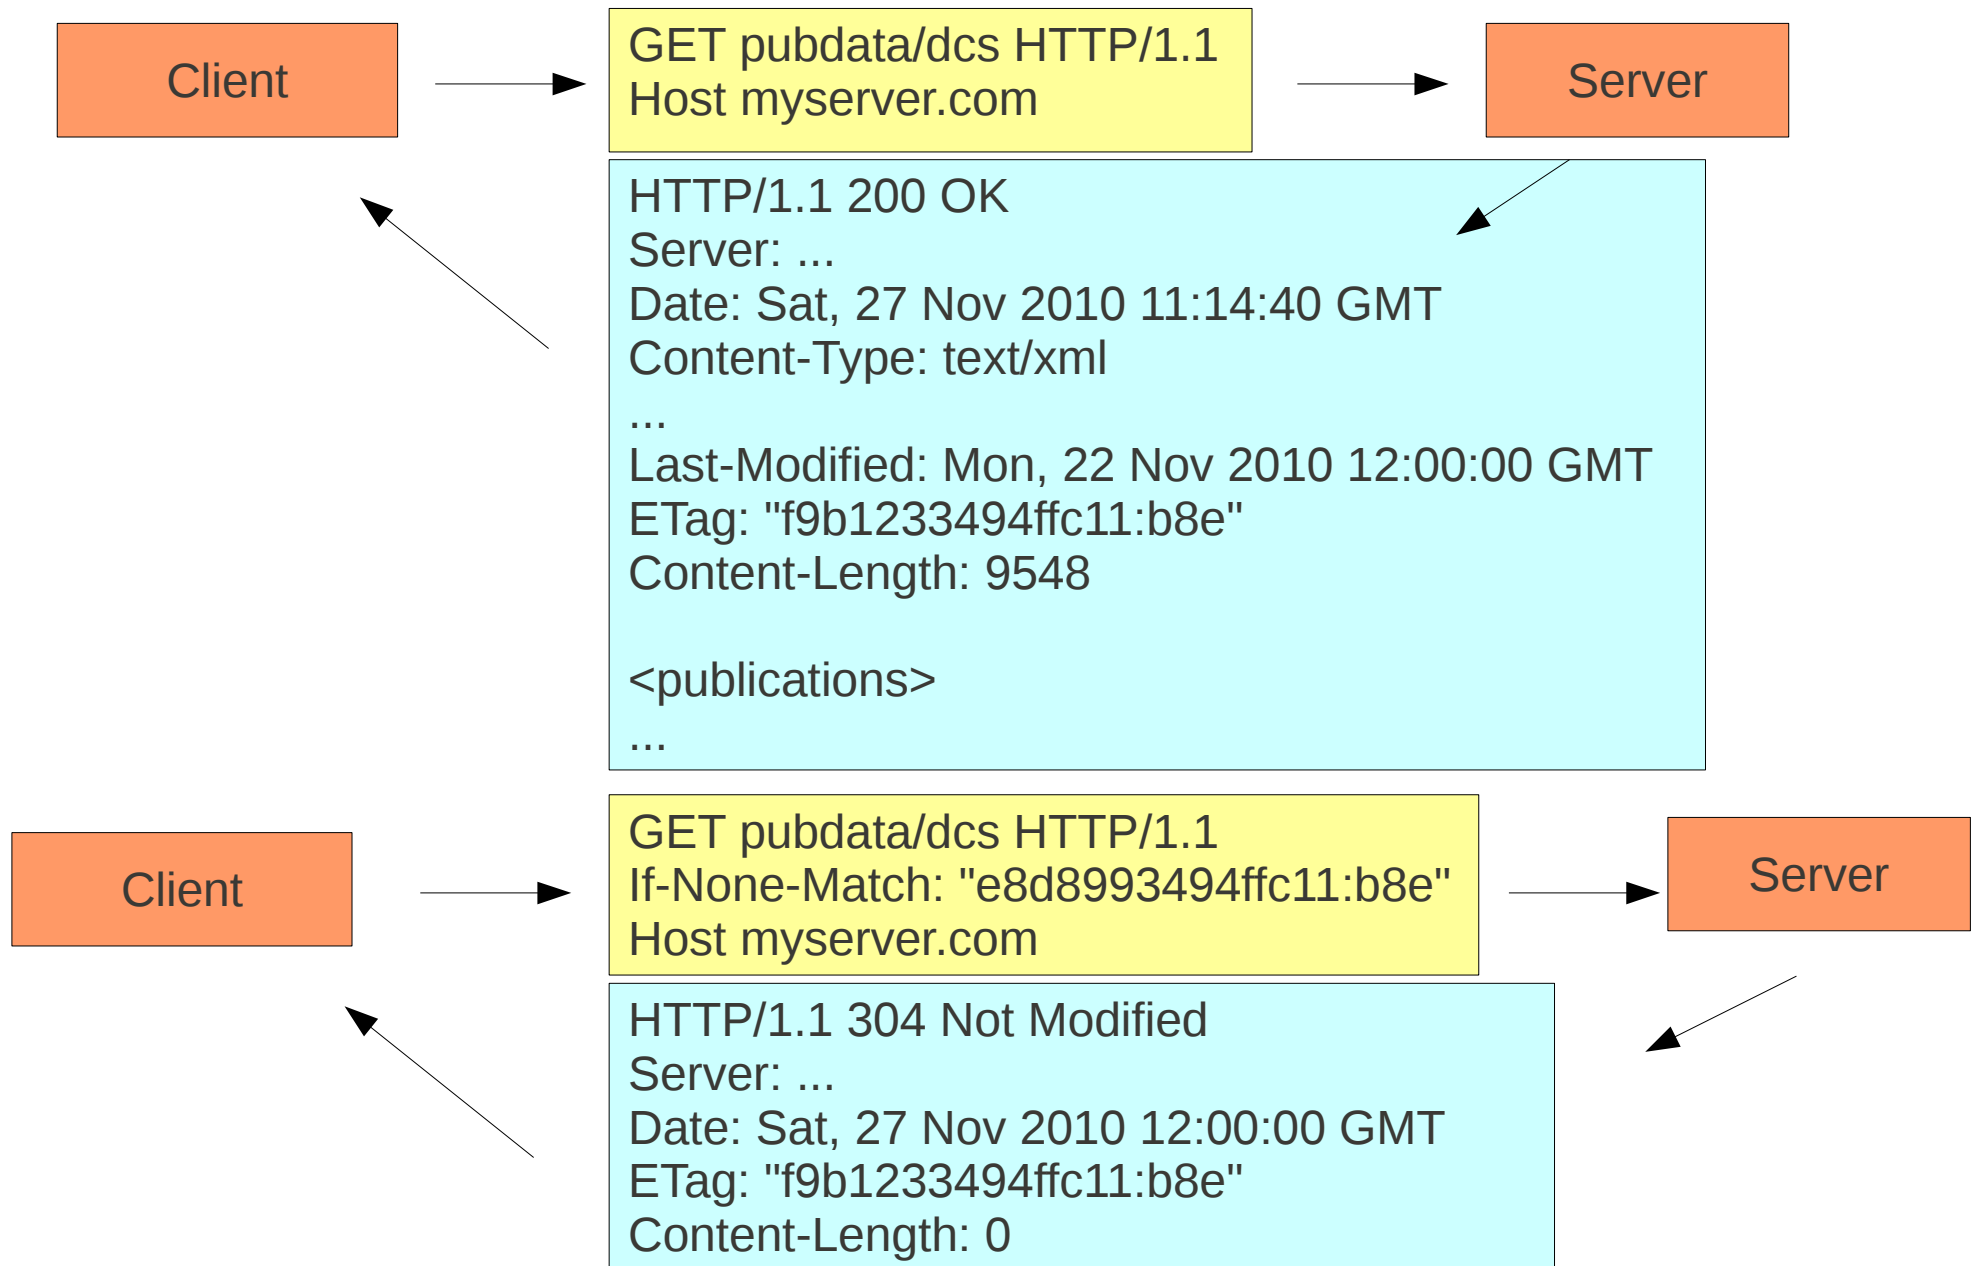 Client
GET pubdata/dcs HTTP/1.1
Host myserver.com
Server
HTTP/1.1 200 OK
Server: ...
Date: Sat, 27 Nov 2010 11:14:40 GMT
Content-Type: text/xml
...
Last-Modified: Mon, 22 Nov 2010 12:00:00 GMT
ETag: "f9b1233494ffc11:b8e"
Content-Length: 9548
<publications>
...
Client
GET pubdata/dcs HTTP/1.1
If-None-Match: "e8d8993494ffc11:b8e"
Host myserver.com
Server
HTTP/1.1 304 Not Modified
Server: ...
Date: Sat, 27 Nov 2010 12:00:00 GMT
ETag: "f9b1233494ffc11:b8e"
Content-Length: 0